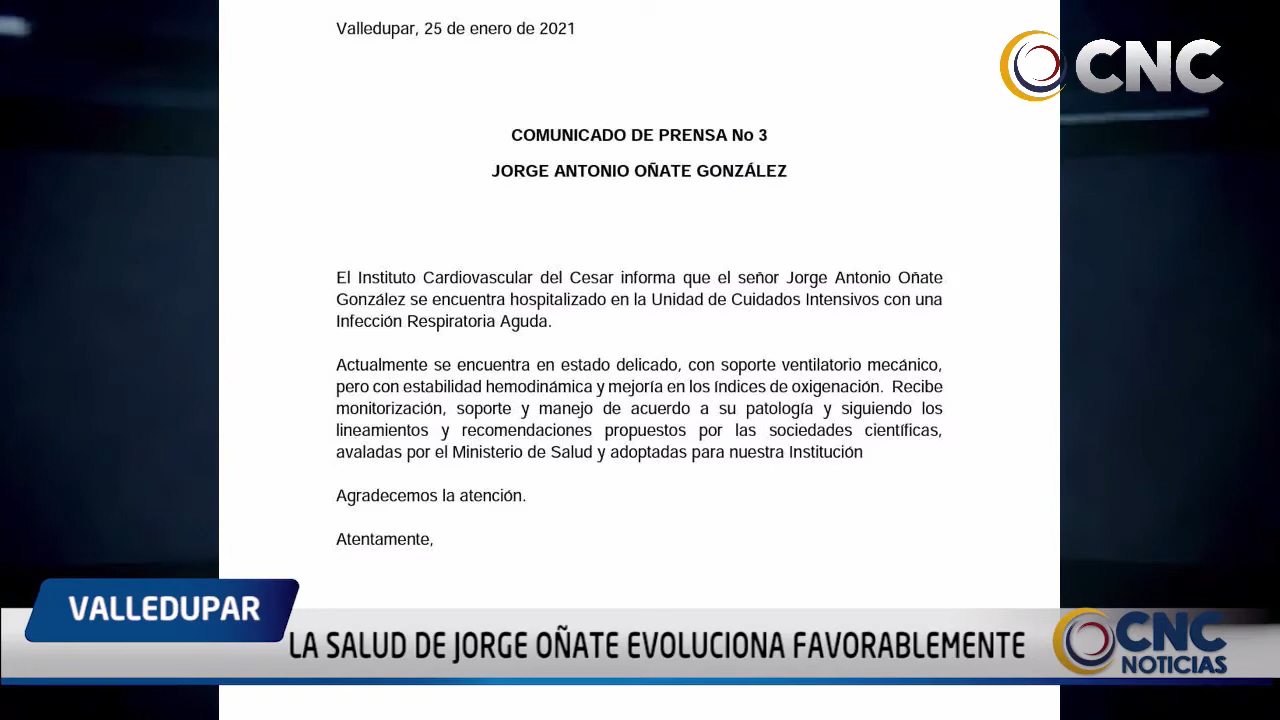 Valledupar, 25 de enero de 2021
CNC
COMUNICADO DE PRENSA No 3
JORGE ANTONIO OÑATE GONZÁLEZ
El Instituto Cardiovascular del Cesar informa que el señor Jorge Antonio Oñate
González se encuentra hospitalizado en la Unidad de Cuidados Intensivos con una
Infección Respiratoria Aguda.
Actualmente se encuentra en estado delicado, con soporte ventilatorio mecánico,
pero con estabilidad hemodinámica y mejoría en los índices de oxigenación. Recibe
monitorización, soporte y manejo de acuerdo a su patología y siguiendo los
lineamientos y recomendaciones propuestos por las sociedades científicas,
avaladas por el Ministerio de Salud y adoptadas para nuestra Institución
Agradecemos la atención.
Atentamente,
VALLEDUPAR
LA SALUD DE JORGE OÑATE EVOLUCIONA FAVORABLEMENTE
CNC
NOTICIAS